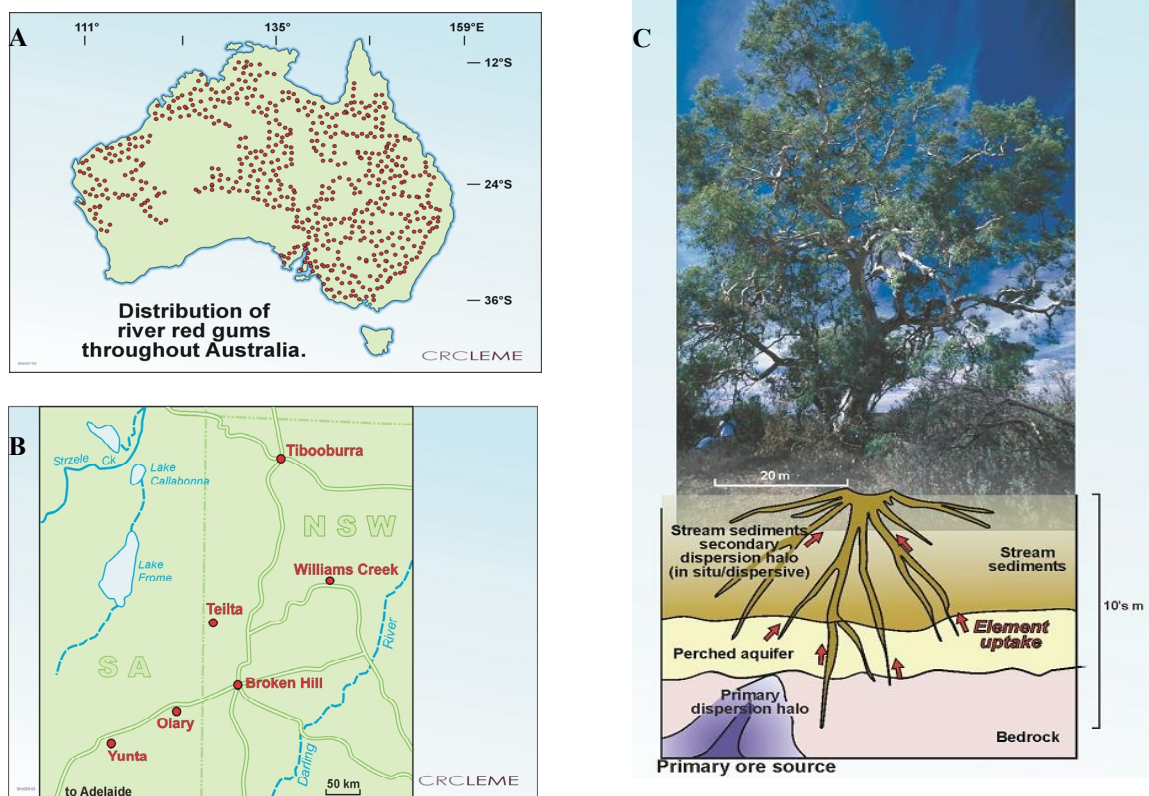 A
111°
135°
159°E
12°S
24°S
36°S
Distribution of
river red gums
throughout Australia.
CRCLEME
B
Tibooburra
Strzele Ck
Lake
Callabonna
NSW
Williams Creek
Lake
Frome
Teilta
River
SA
Broken Hill
Olary
Yunta
Darling
50 km
to Adelaide
CRCLEME
C
20 m
Stream sediments
secondary
dispersion halo
(in situ/dispersive)
Stream
sediments
10's m
Element
uptake
Perched aquifer
Primary
dispersion halo
Bedrock
Primary ore source